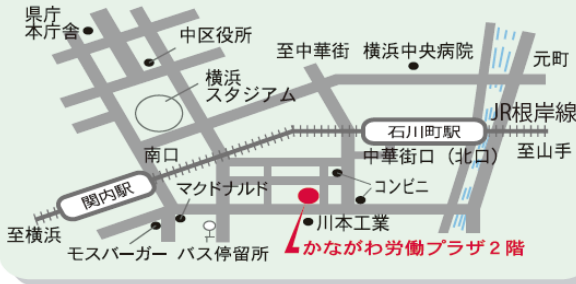 県庁
本庁舎
中区役所
至中華街
横浜中央病院
元町
横浜
スタジアム
JR根岸線
石川町駅
南口
中華街口（北口）
至山手
関内駅
マクドナルド
コンビニ
至横浜
川本工業
モスバーガー
バス停留所
かながわ労働プラザ２階